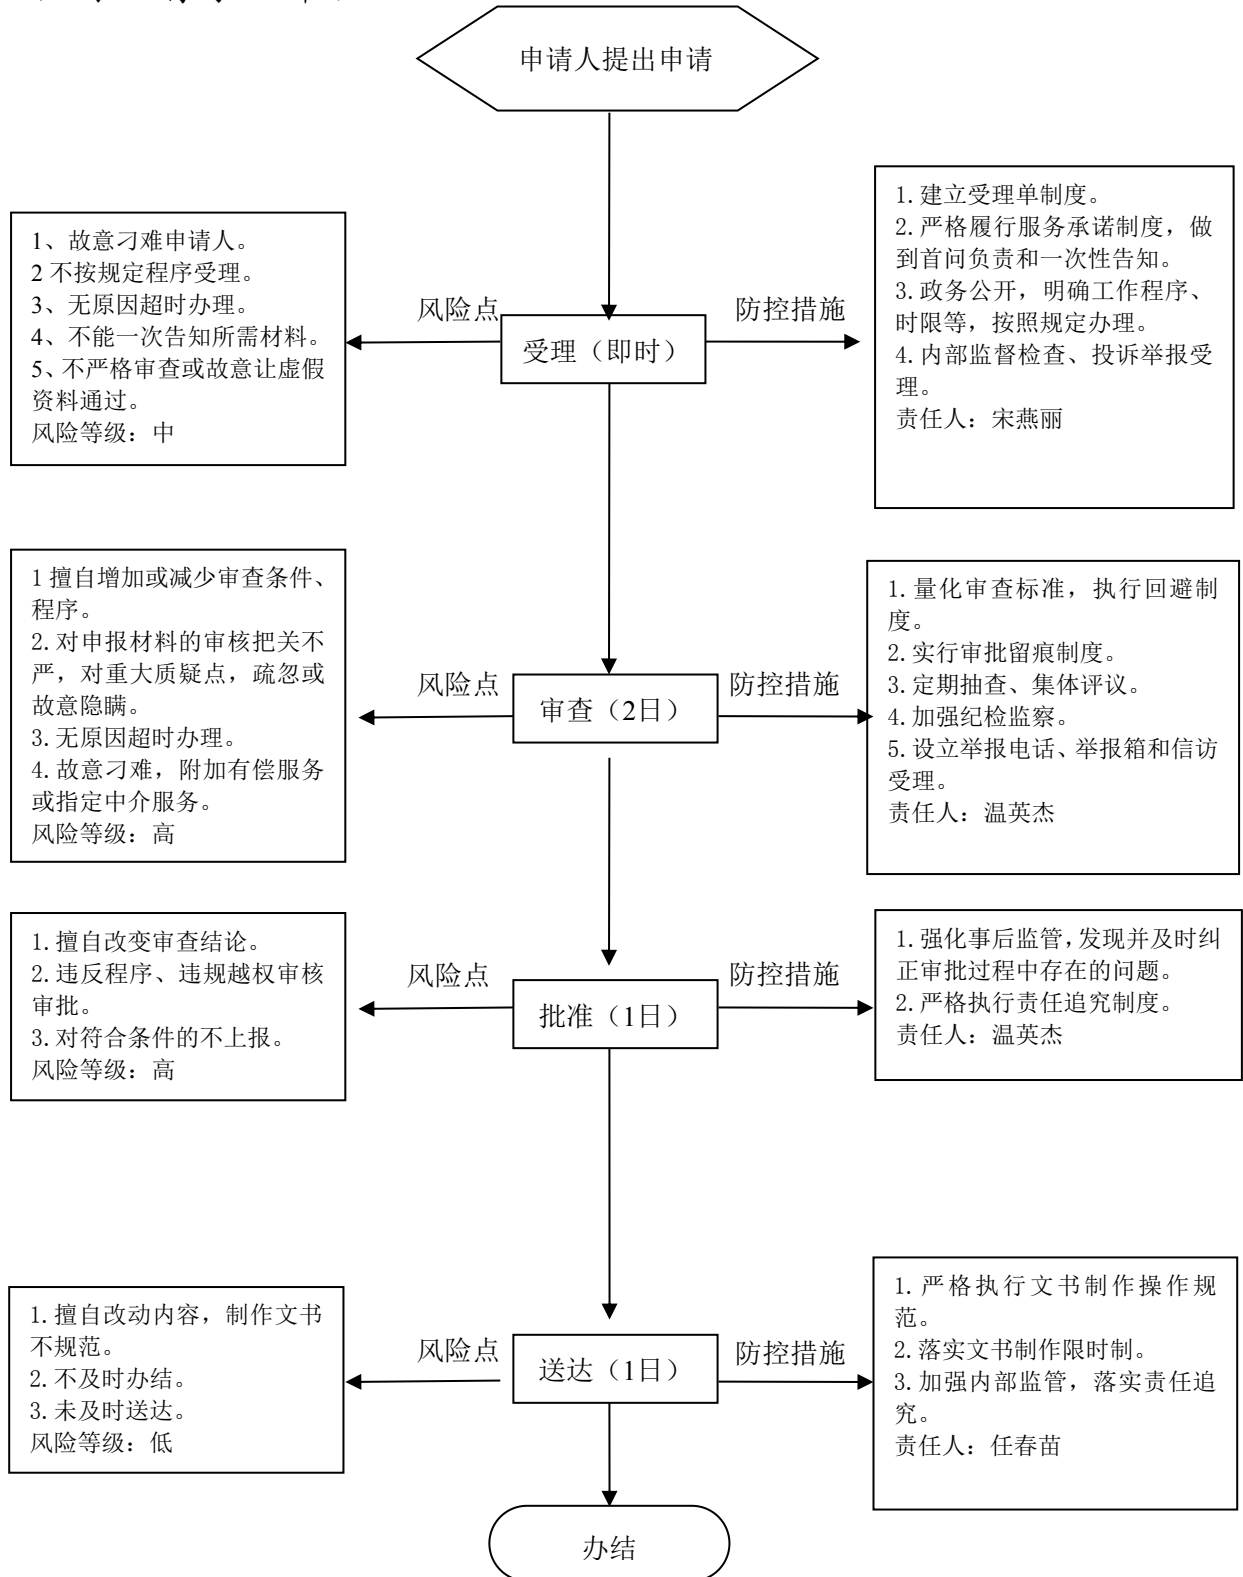 申请人提出申请
1、故意刁难申请人。
2 不按规定程序受理。
3、无原因超时办理。
4、不能一次告知所需材料。
5、不严格审查或故意让虚假
资料通过。
风险等级：中
风险点
受理（即时）
防控措施
1.建立受理单制度。
2.严格履行服务承诺制度，做
到首问负责和一次性告知。
3.政务公开，明确工作程序、
时限等，按照规定办理。
4.内部监督检查、投诉举报受
理。
责任人：宋燕丽
1 擅自增加或减少审查条件、
程序。
2.对申报材料的审核把关不
严，对重大质疑点，疏忽或
故意隐瞒。
3.无原因超时办理。
4.故意刁难，附加有偿服务
或指定中介服务。
风险等级：高
风险点
审查（2日）
防控措施
1.量化审查标准，执行回避制
度。
2.实行审批留痕制度。
3.定期抽查、集体评议。
4.加强纪检监察。
5.设立举报电话、举报箱和信访
受理。
责任人：温英杰
1.擅自改变审查结论。
2.违反程序、违规越权审核
审批。
3.对符合条件的不上报。
风险等级：高
风险点
批准（1日）
防控措施
1.强化事后监管，发现并及时纠
正审批过程中存在的问题。
2.严格执行责任追究制度。
责任人：温英杰
1.擅自改动内容，制作文书
不规范。
2.不及时办结。
3.未及时送达。
风险等级：低
风险点
送达（1日）
防控措施
1.严格执行文书制作操作规
范。
2.落实文书制作限时制。
3.加强内部监管，落实责任追
究。
责任人：任春苗
办结